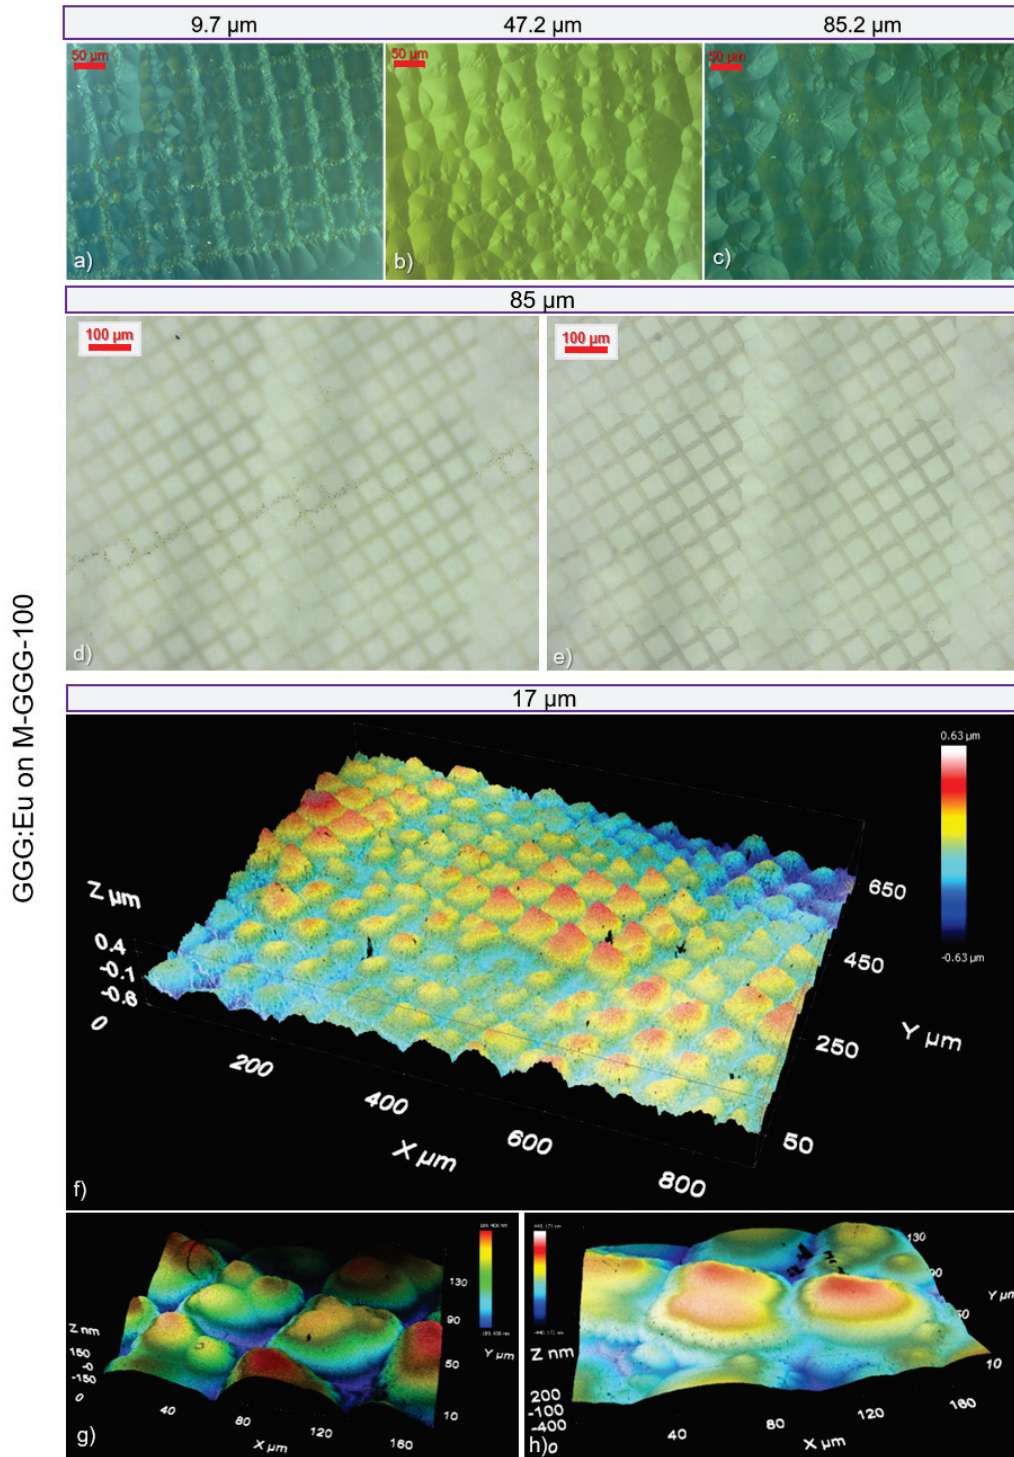 9.7 µm 47.2 µm 85.2 µm
50 µm 50 µm 50 µm
a) b) c)
85 µm
100 µm 100 µm
d) e)
GGG:Eu on M-GGG-100
17 µm
0.63 µm
-0.63 µm
Z µm
0.4
-0.1
-0.6
0
200
400
600
800
X µm
50
250
450
650
Y µm
f)
Z nm
150
-0
-150
0
40
80
120
160
X µm
10
50
90
130
Y µm
g)
Z nm
200
-100
-400
0
40
80
120
160
X µm
10
90
130
Y µm
h)